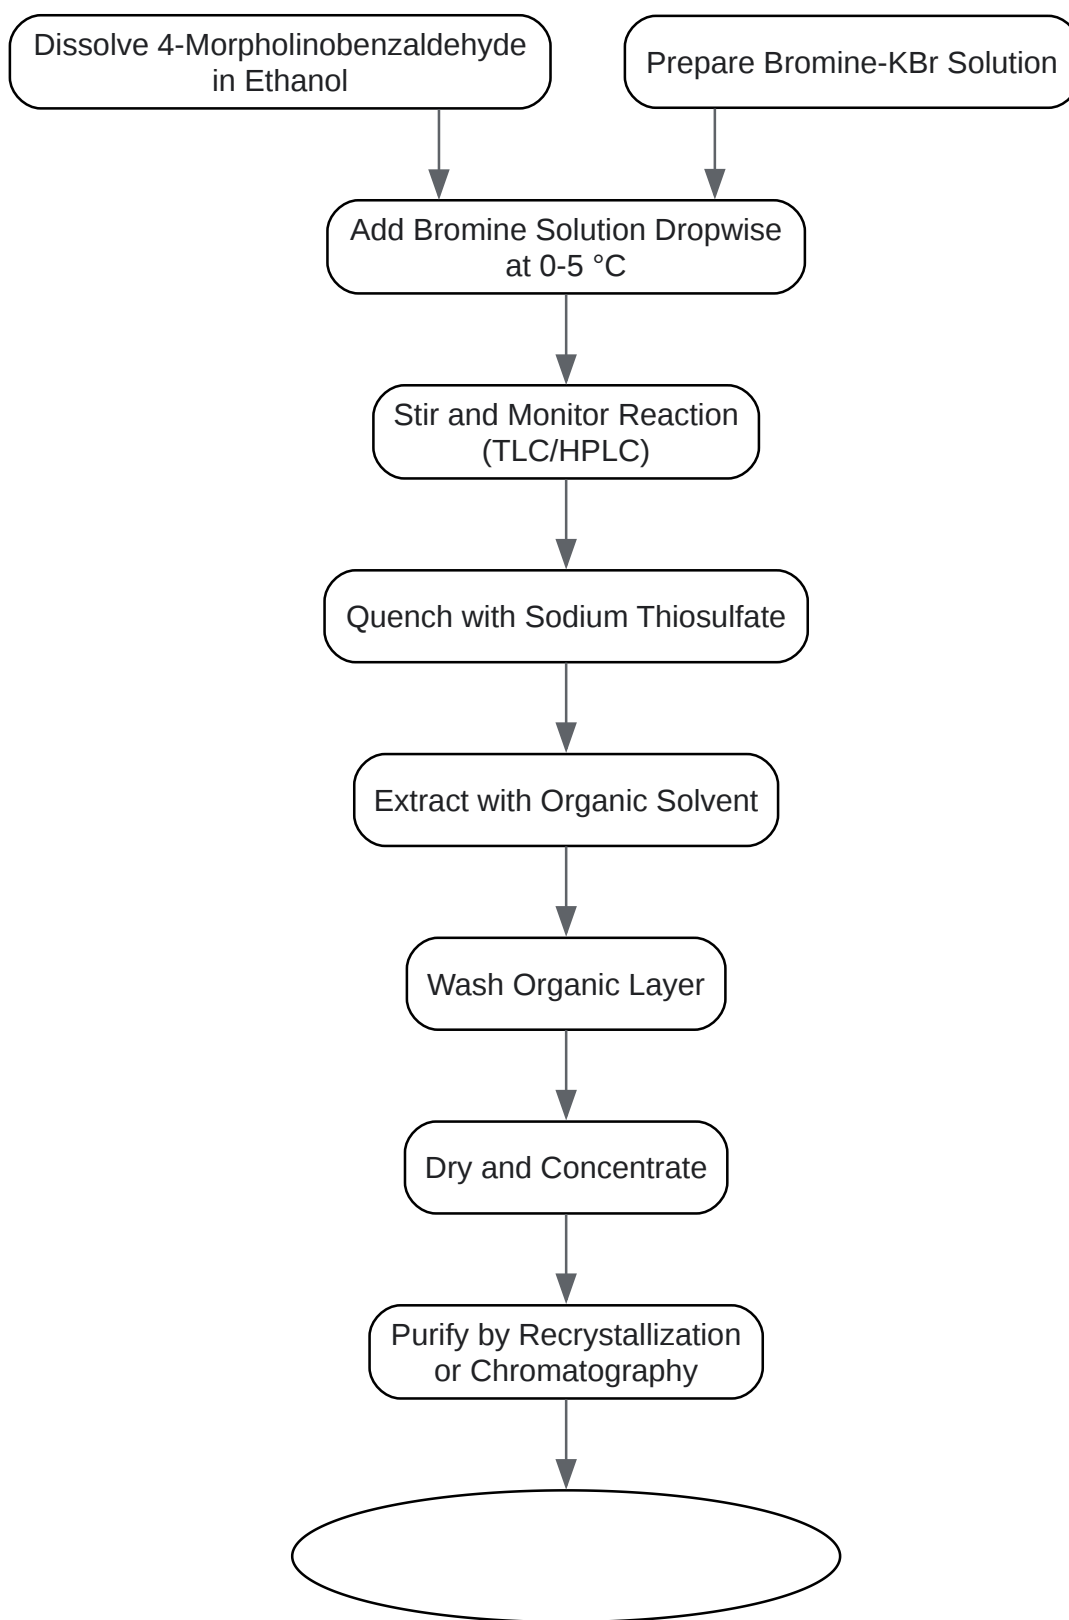 Dissolve 4-Morpholinobenzaldehyde
in Ethanol
Prepare Bromine-KBr Solution
Add Bromine Solution Dropwise
at 0-5 °C
Stir and Monitor Reaction
(TLC/HPLC)
Quench with Sodium Thiosulfate
Extract with Organic Solvent
Wash Organic Layer
Dry and Concentrate
Purify by Recrystallization
or Chromatography